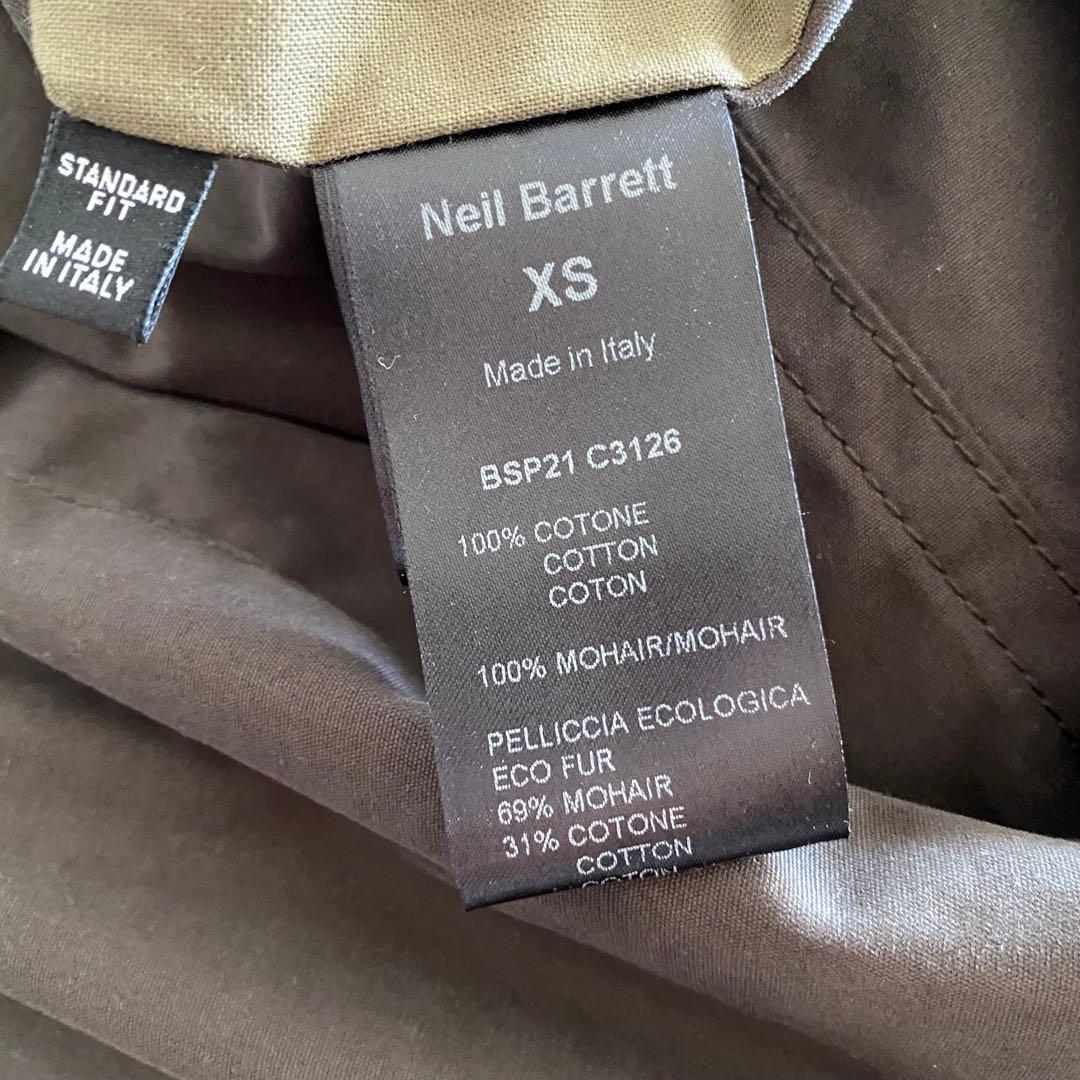 STANDARD
FIT
MADE
IN ITALY
Neil Barrett
XS
Made in Italy
BSP21 C3126
100% COTONE
COTTON
COTON
100% MOHAIR/MOHAIR
PELLICCIA ECOLOGICA
ECO FUR
69% MOHAIR
31% COTONE
COTTON
COTON